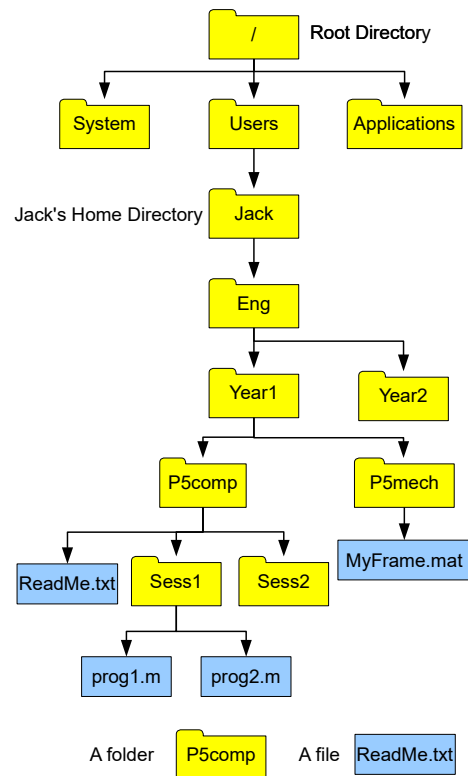 / Root Directory
System Users Applications
Jack's Home Directory Jack
Eng
Year1 Year2
P5comp P5mech
ReadMe.txt Sess1 Sess2 MyFrame.mat
prog1.m prog2.m
A folder P5comp A file ReadMe.txt